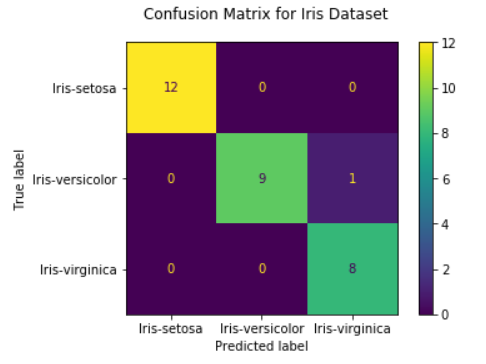 Confusion Matrix for Iris Dataset
Iris-setosa 12 0 0
Iris-versicolor 0 9 1
Iris-virginica 0 0 8
Iris-setosa Iris-versicolor Iris-virginica
Predicted label
True label
12
10
8
6
4
2
0